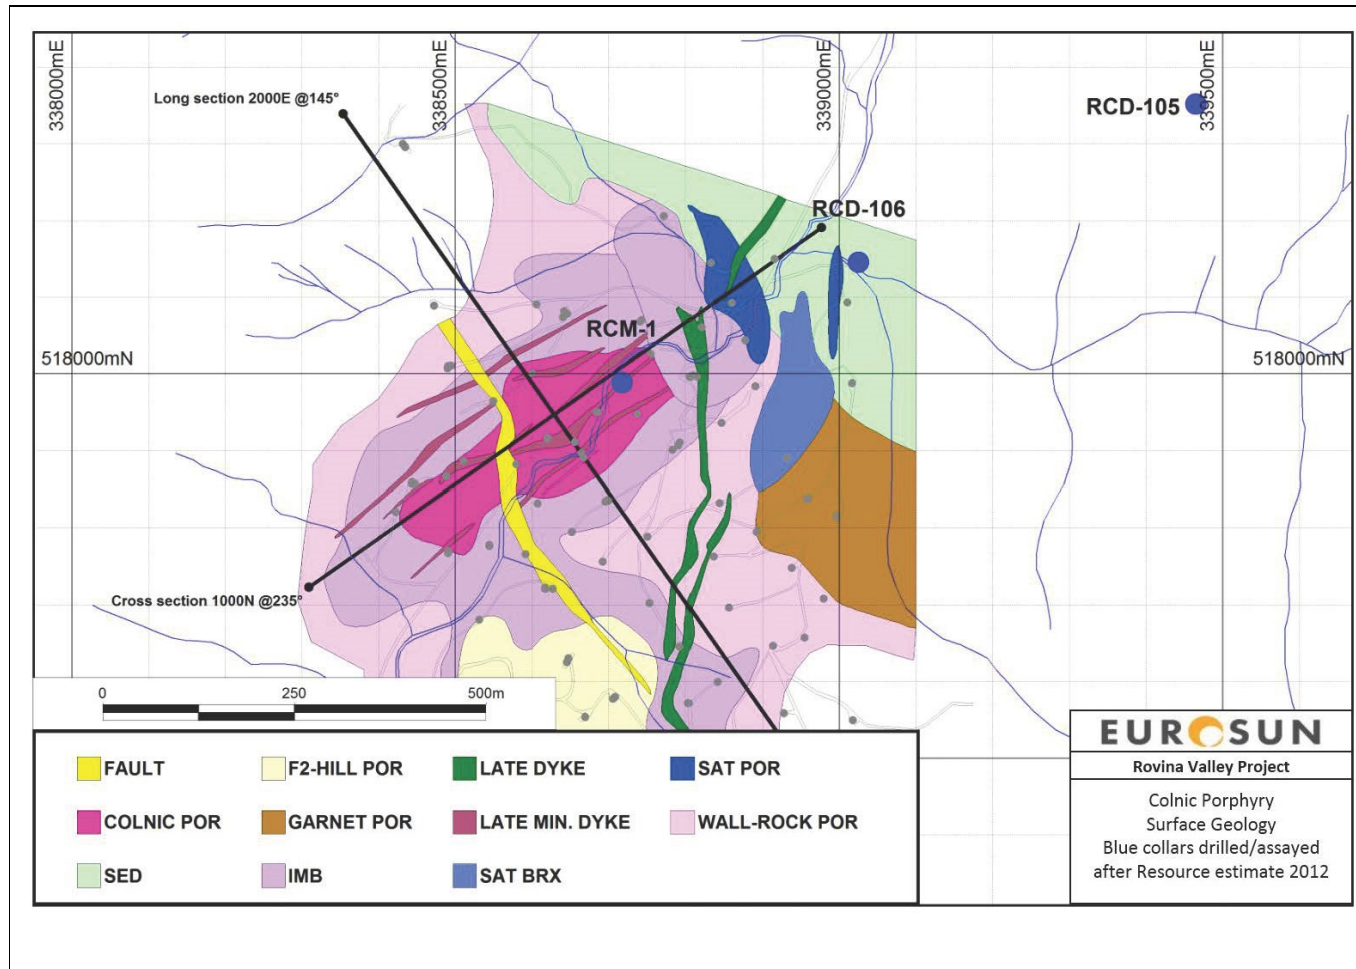 338000mE
338500mE
339000mE
339500mE
Long section 2000E @145°
RCD-105
RCD-106
RCM-1
518000mN
518000mN
Cross section 1000N @235°
0 250 500m
FAULT F2-HILL POR LATE DYKE SAT POR
COLNIC POR GARNET POR LATE MIN. DYKE WALL-ROCK POR
SED IMB SAT BRX
EUROSUN
Rovina Valley Project
Colnic Porphyry
Surface Geology
Blue collars drilled/assayed
after Resource estimate 2012